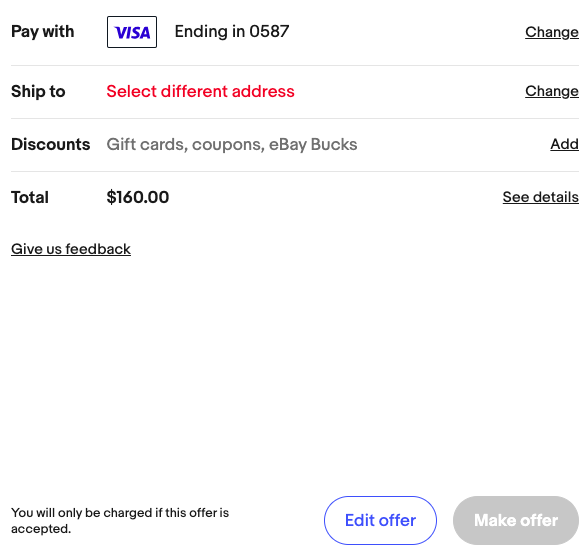 Pay with VISA Ending in 0587 Change
Ship to Select different address Change
Discounts Gift cards, coupons, eBay Bucks Add
Total $160.00 See details
Give us feedback
You will only be charged if this offer is
accepted.
Edit offer Make offer